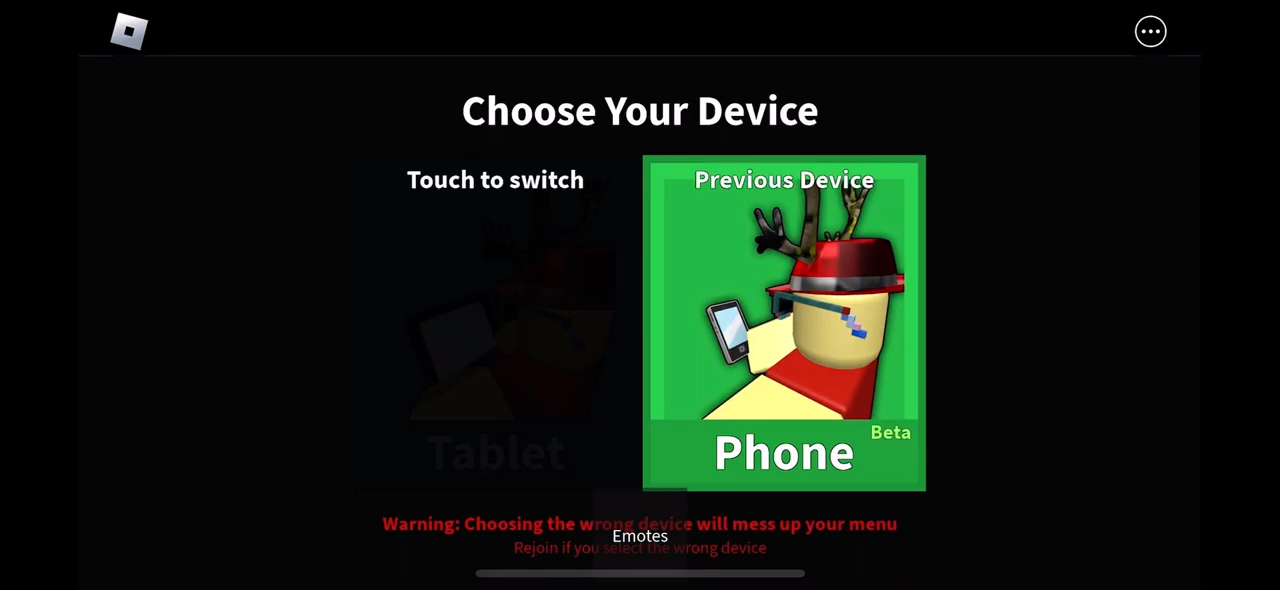 Choose Your Device
Touch to switch
Previous Device
Tablet
Phone
Beta
Warning: Choosing the wrong device will mess up your menu
Emotes
Rejoin if you select the wrong device